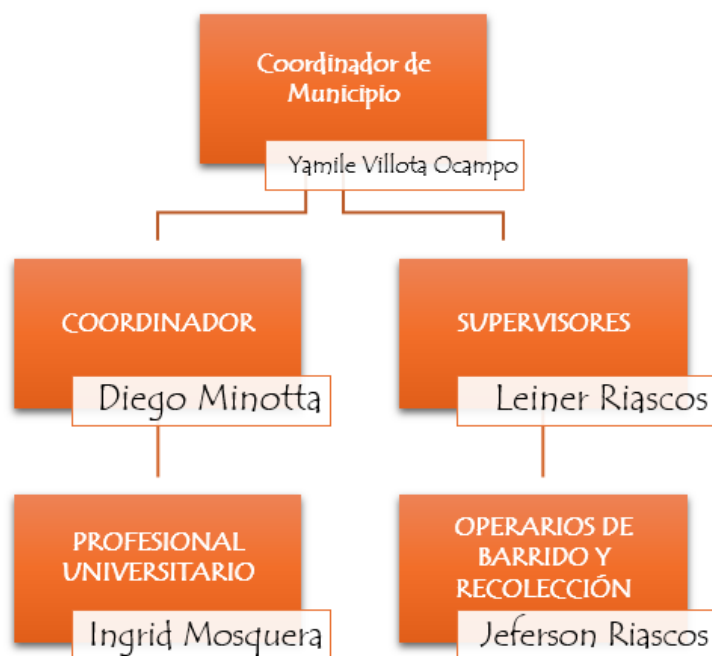 Coordinador de
Municipio
Yamile Villota Ocampo
COORDINADOR
Diego Minotta
SUPERVISORES
Leiner Riascos
PROFESIONAL
UNIVERSITARIO
Ingrid Mosquera
OPERARIOS DE
BARRIDO Y
RECOLECCIÓN
Jeferson Riascos